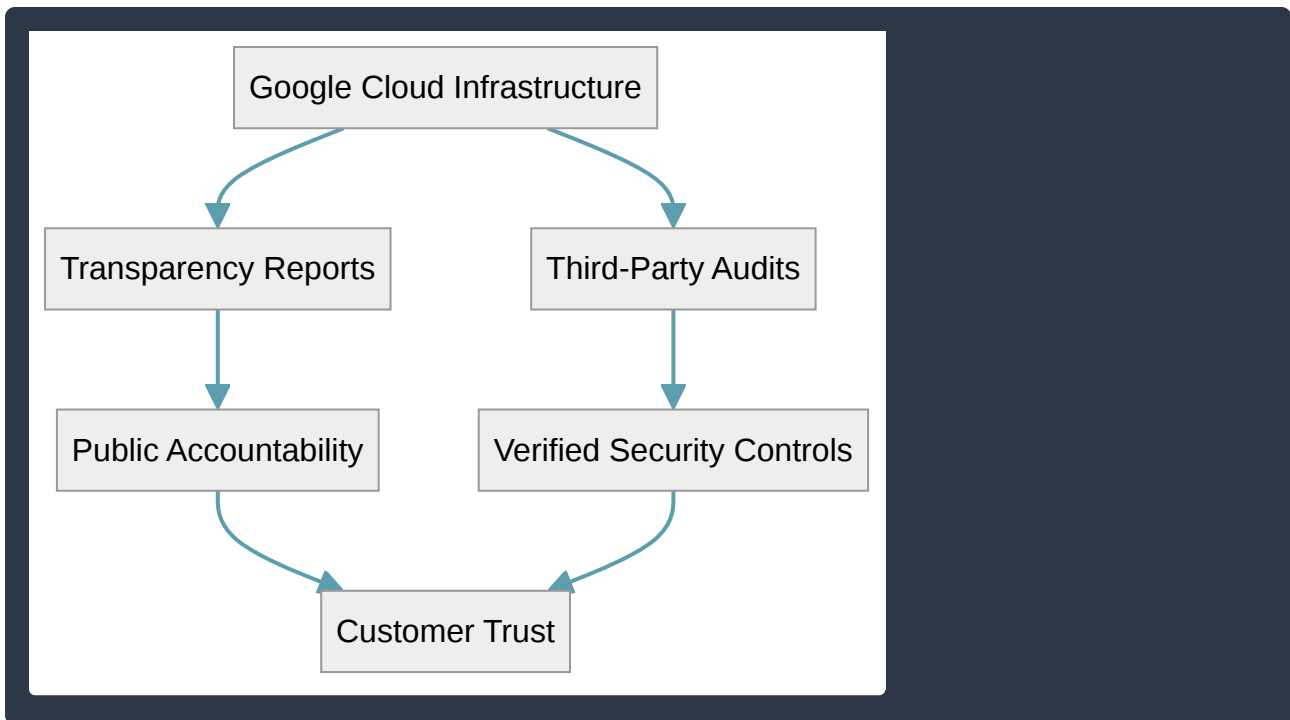 Google Cloud Infrastructure
Transparency Reports
Third-Party Audits
Public Accountability
Verified Security Controls
Customer Trust